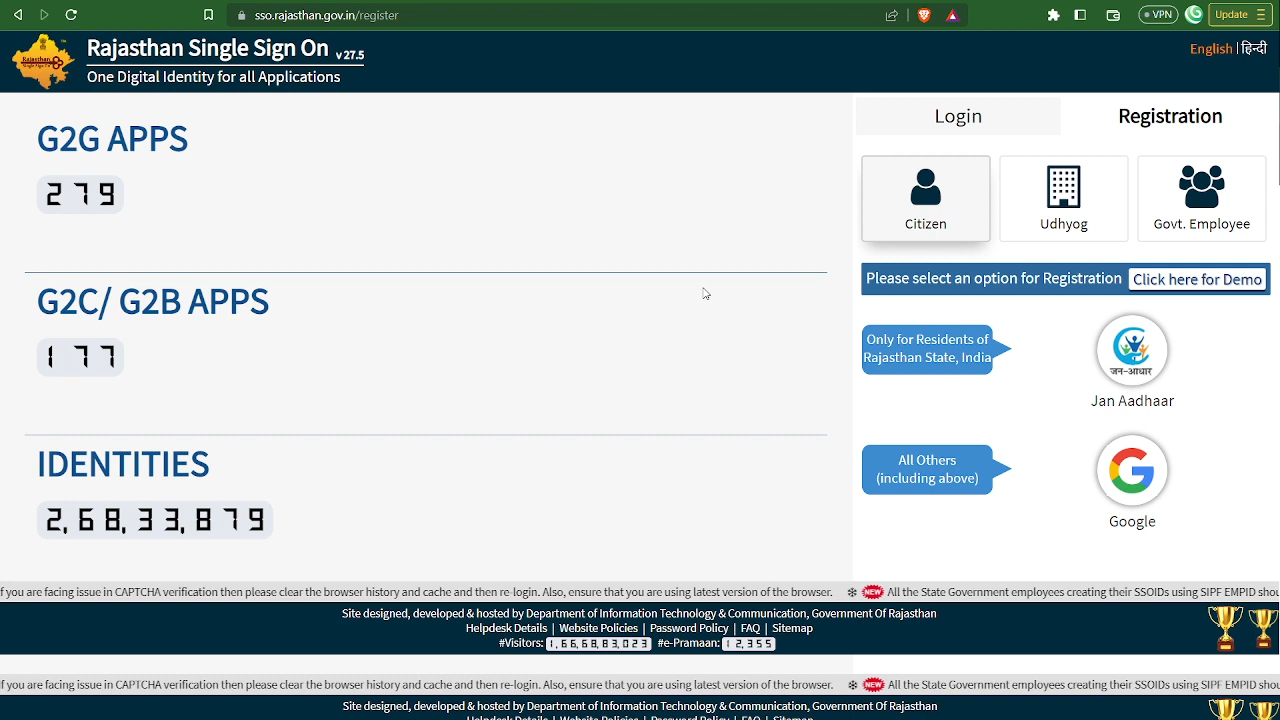 sso.rajasthan.gov.in/register
VPN
Update
Rajasthan Single Sign On v 27.5
One Digital Identity for all Applications
English | हिन्दी
G2G APPS
279
G2C/ G2B APPS
177
IDENTITIES
2,68,33,879
Login
Registration
Citizen
Udhyog
Govt. Employee
Please select an option for Registration
Click here for Demo
Only for Residents of
Rajasthan State, India
जन-आधार
Jan Aadhaar
All Others
(including above)
Google
f you are facing issue in CAPTCHA verification then please clear the browser history and cache and then re-login. Also, ensure that you are using latest version of the browser. NEW All the State Government employees creating their SSOIDs using SIPF EMPID shou
Site designed, developed & hosted by Department of Information Technology & Communication, Government Of Rajasthan
Helpdesk Details | Website Policies | Password Policy | FAQ | Sitemap
#Visitors: 1,66,68,83,023 #e-Pramaan: 12,355
f you are facing issue in CAPTCHA verification then please clear the browser history and cache and then re-login. Also, ensure that you are using latest version of the browser. NEW All the State Government employees creating their SSOIDs using SIPF EMPID shou
Site designed, developed & hosted by Department of Information Technology & Communication, Government Of Rajasthan
Helpdesk Details | Website Policies | Password Policy | FAQ | Sitemap